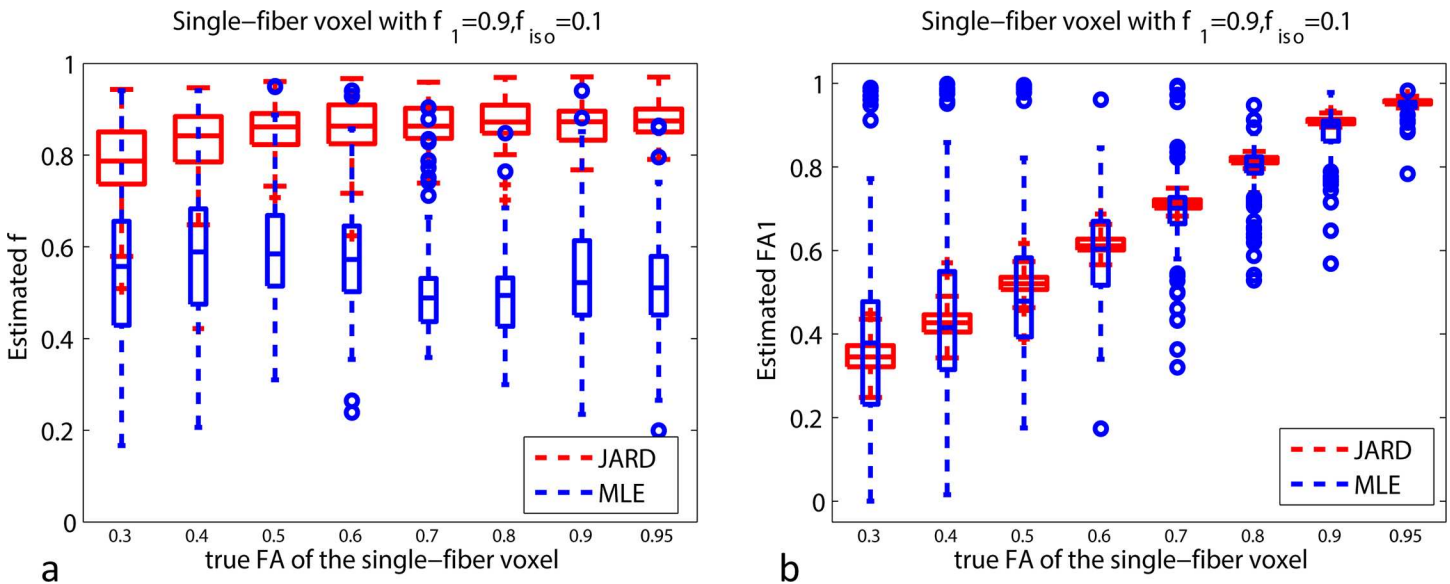 Single-fiber voxel with f 1=0.9,f iso=0.1
Estimated f
1
0.8
0.6
0.4
0.2
0
0.3 0.4 0.5 0.6 0.7 0.8 0.9 0.95
true FA of the single-fiber voxel
JARD
MLE
a
Single-fiber voxel with f 1=0.9,f iso=0.1
Estimated FA1
1
0.8
0.6
0.4
0.2
0
0.3 0.4 0.5 0.6 0.7 0.8 0.9 0.95
true FA of the single-fiber voxel
JARD
MLE
b